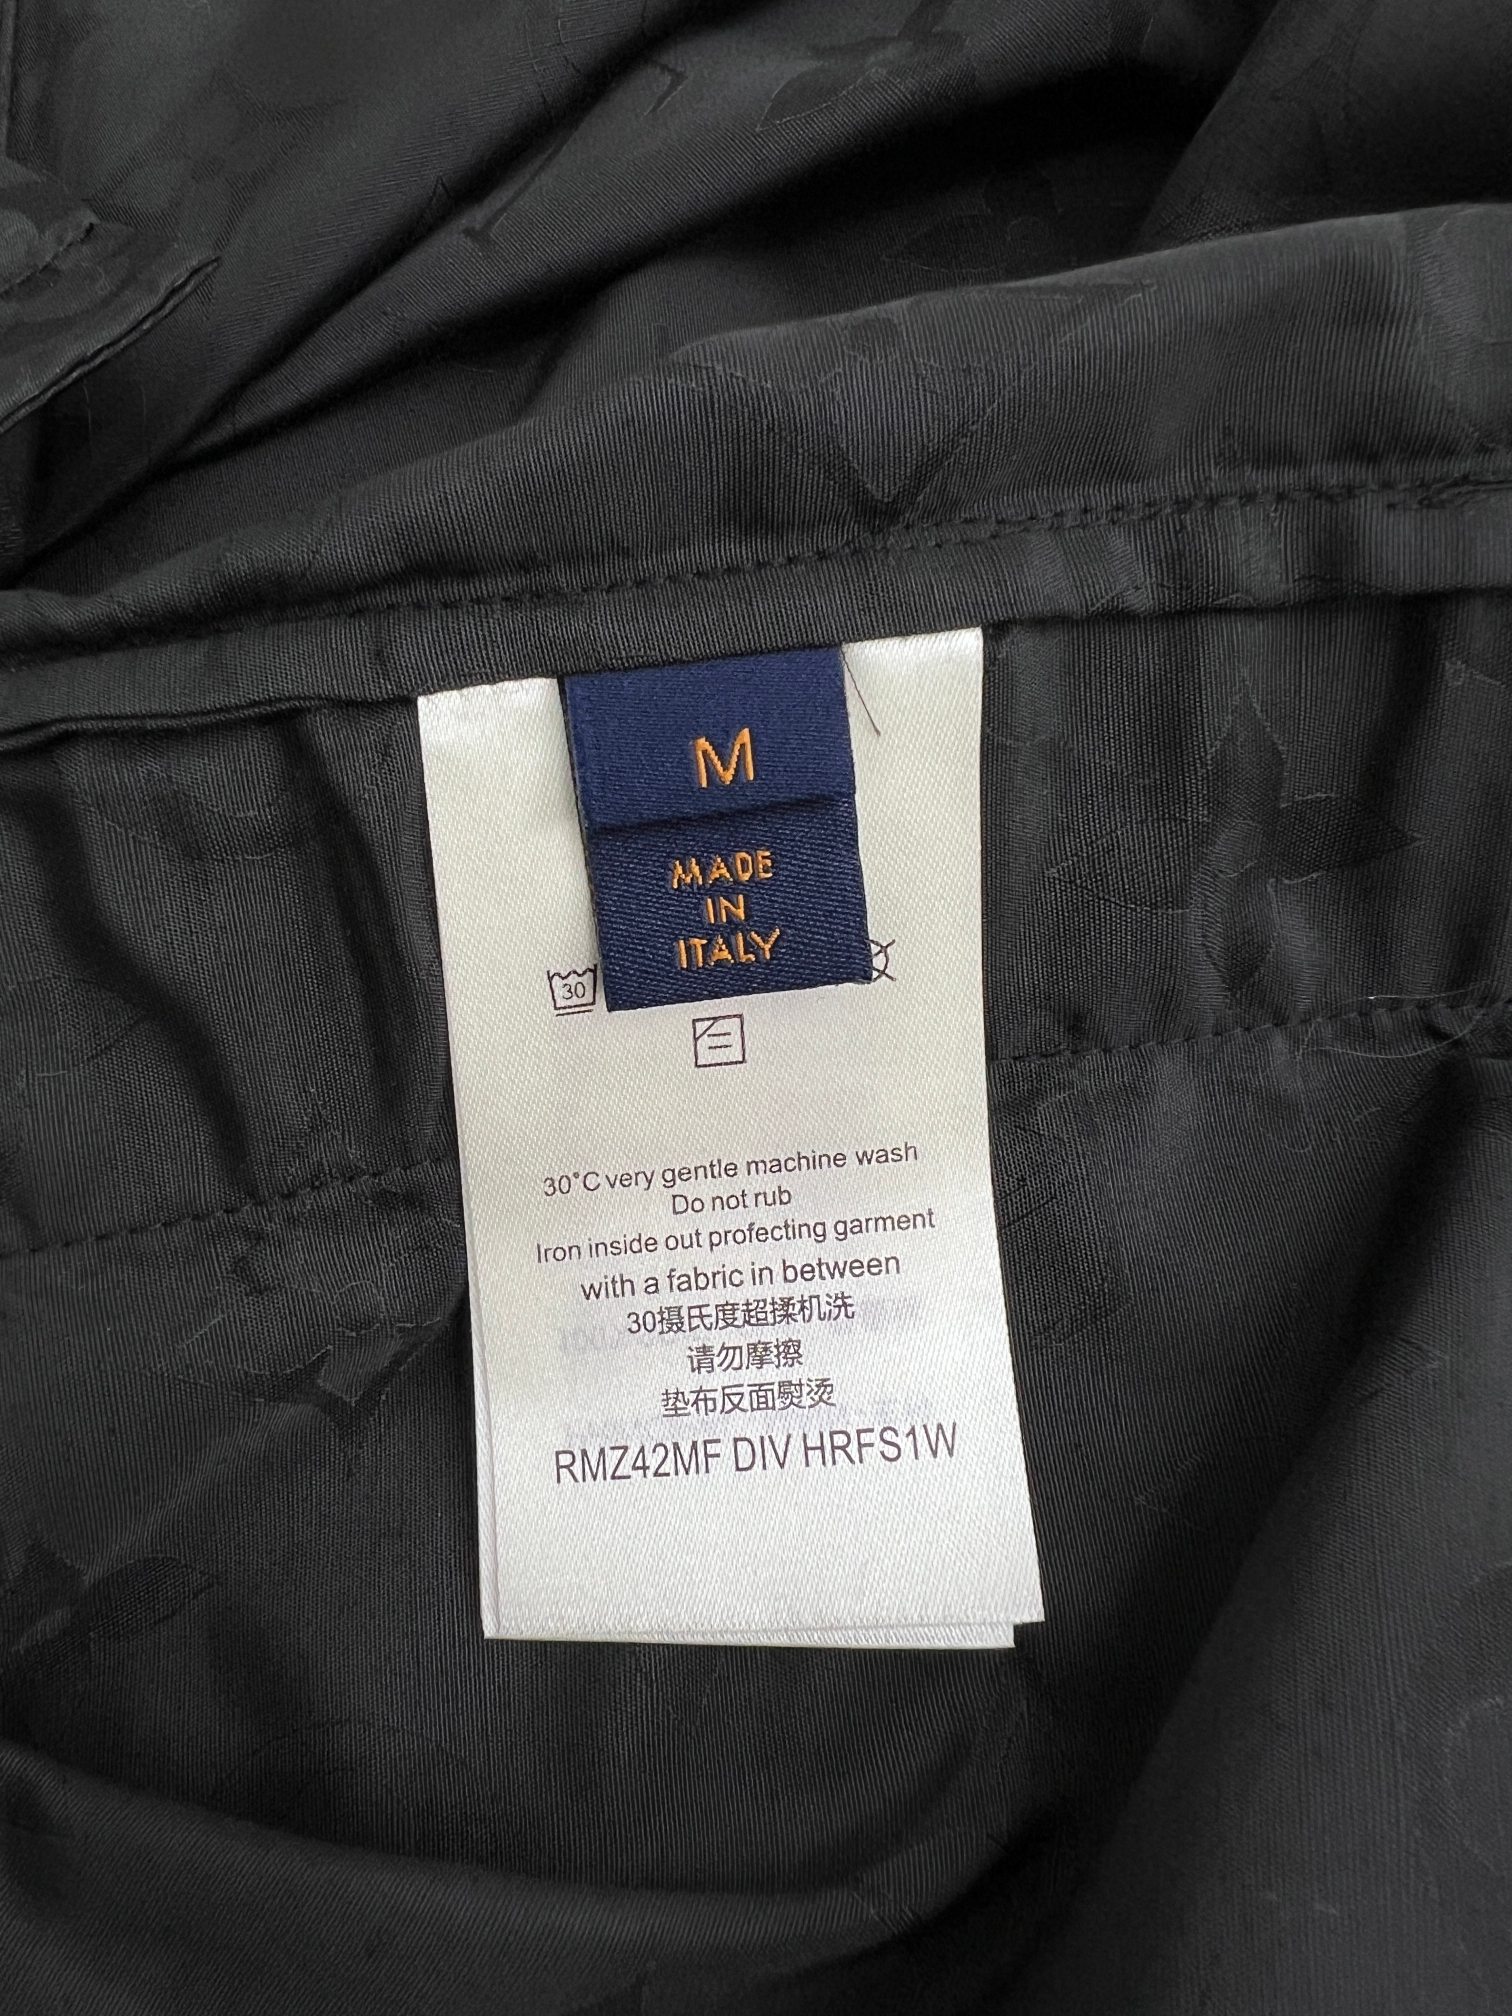 M
MADE
IN
ITALY
30
30°C very gentle machine wash
Do not rub
Iron inside out profecting garment
with a fabric in between
30摄氏度超揉机洗
请勿摩擦
垫布反面熨烫
RMZ42MF DIV HRFS1W